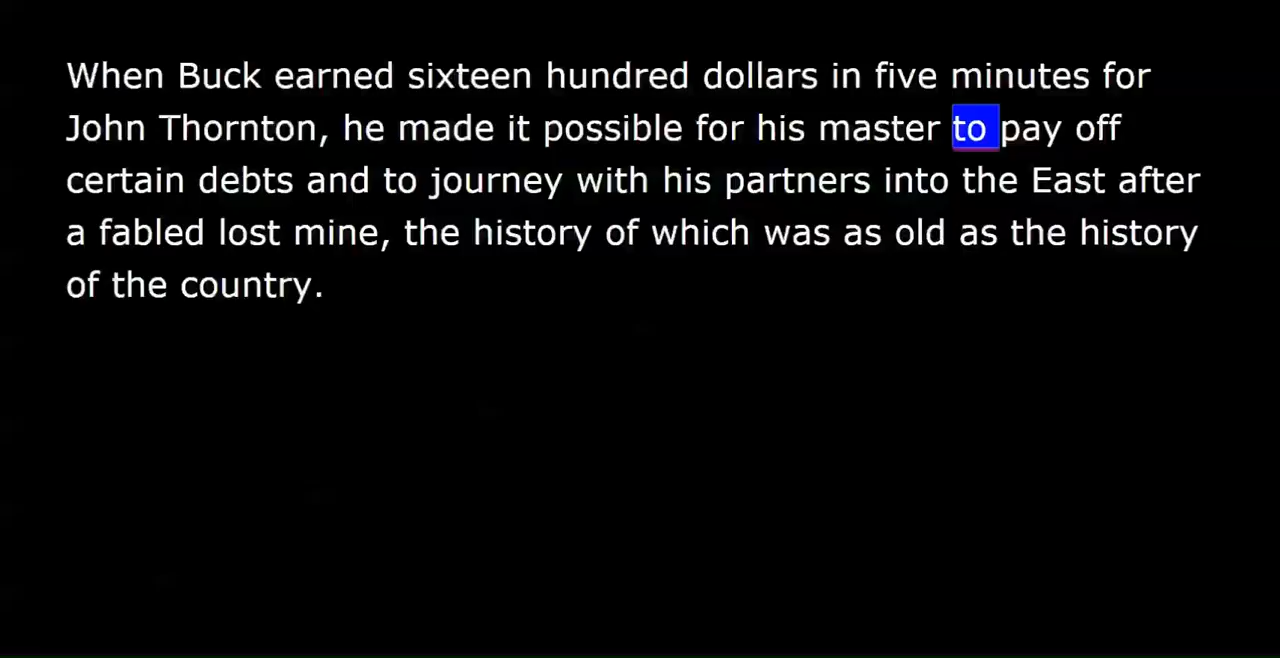 When Buck earned sixteen hundred dollars in five minutes for
John Thornton, he made it possible for his master to pay off
certain debts and to journey with his partners into the East after
a fabled lost mine, the history of which was as old as the history
of the country.